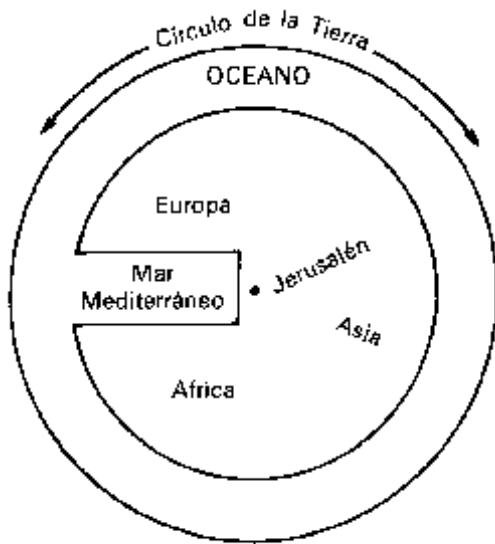 Círculo de la Tierra
OCEANO
Europa
Mar
Mediterráneo
Jerusalén
Asia
Africa